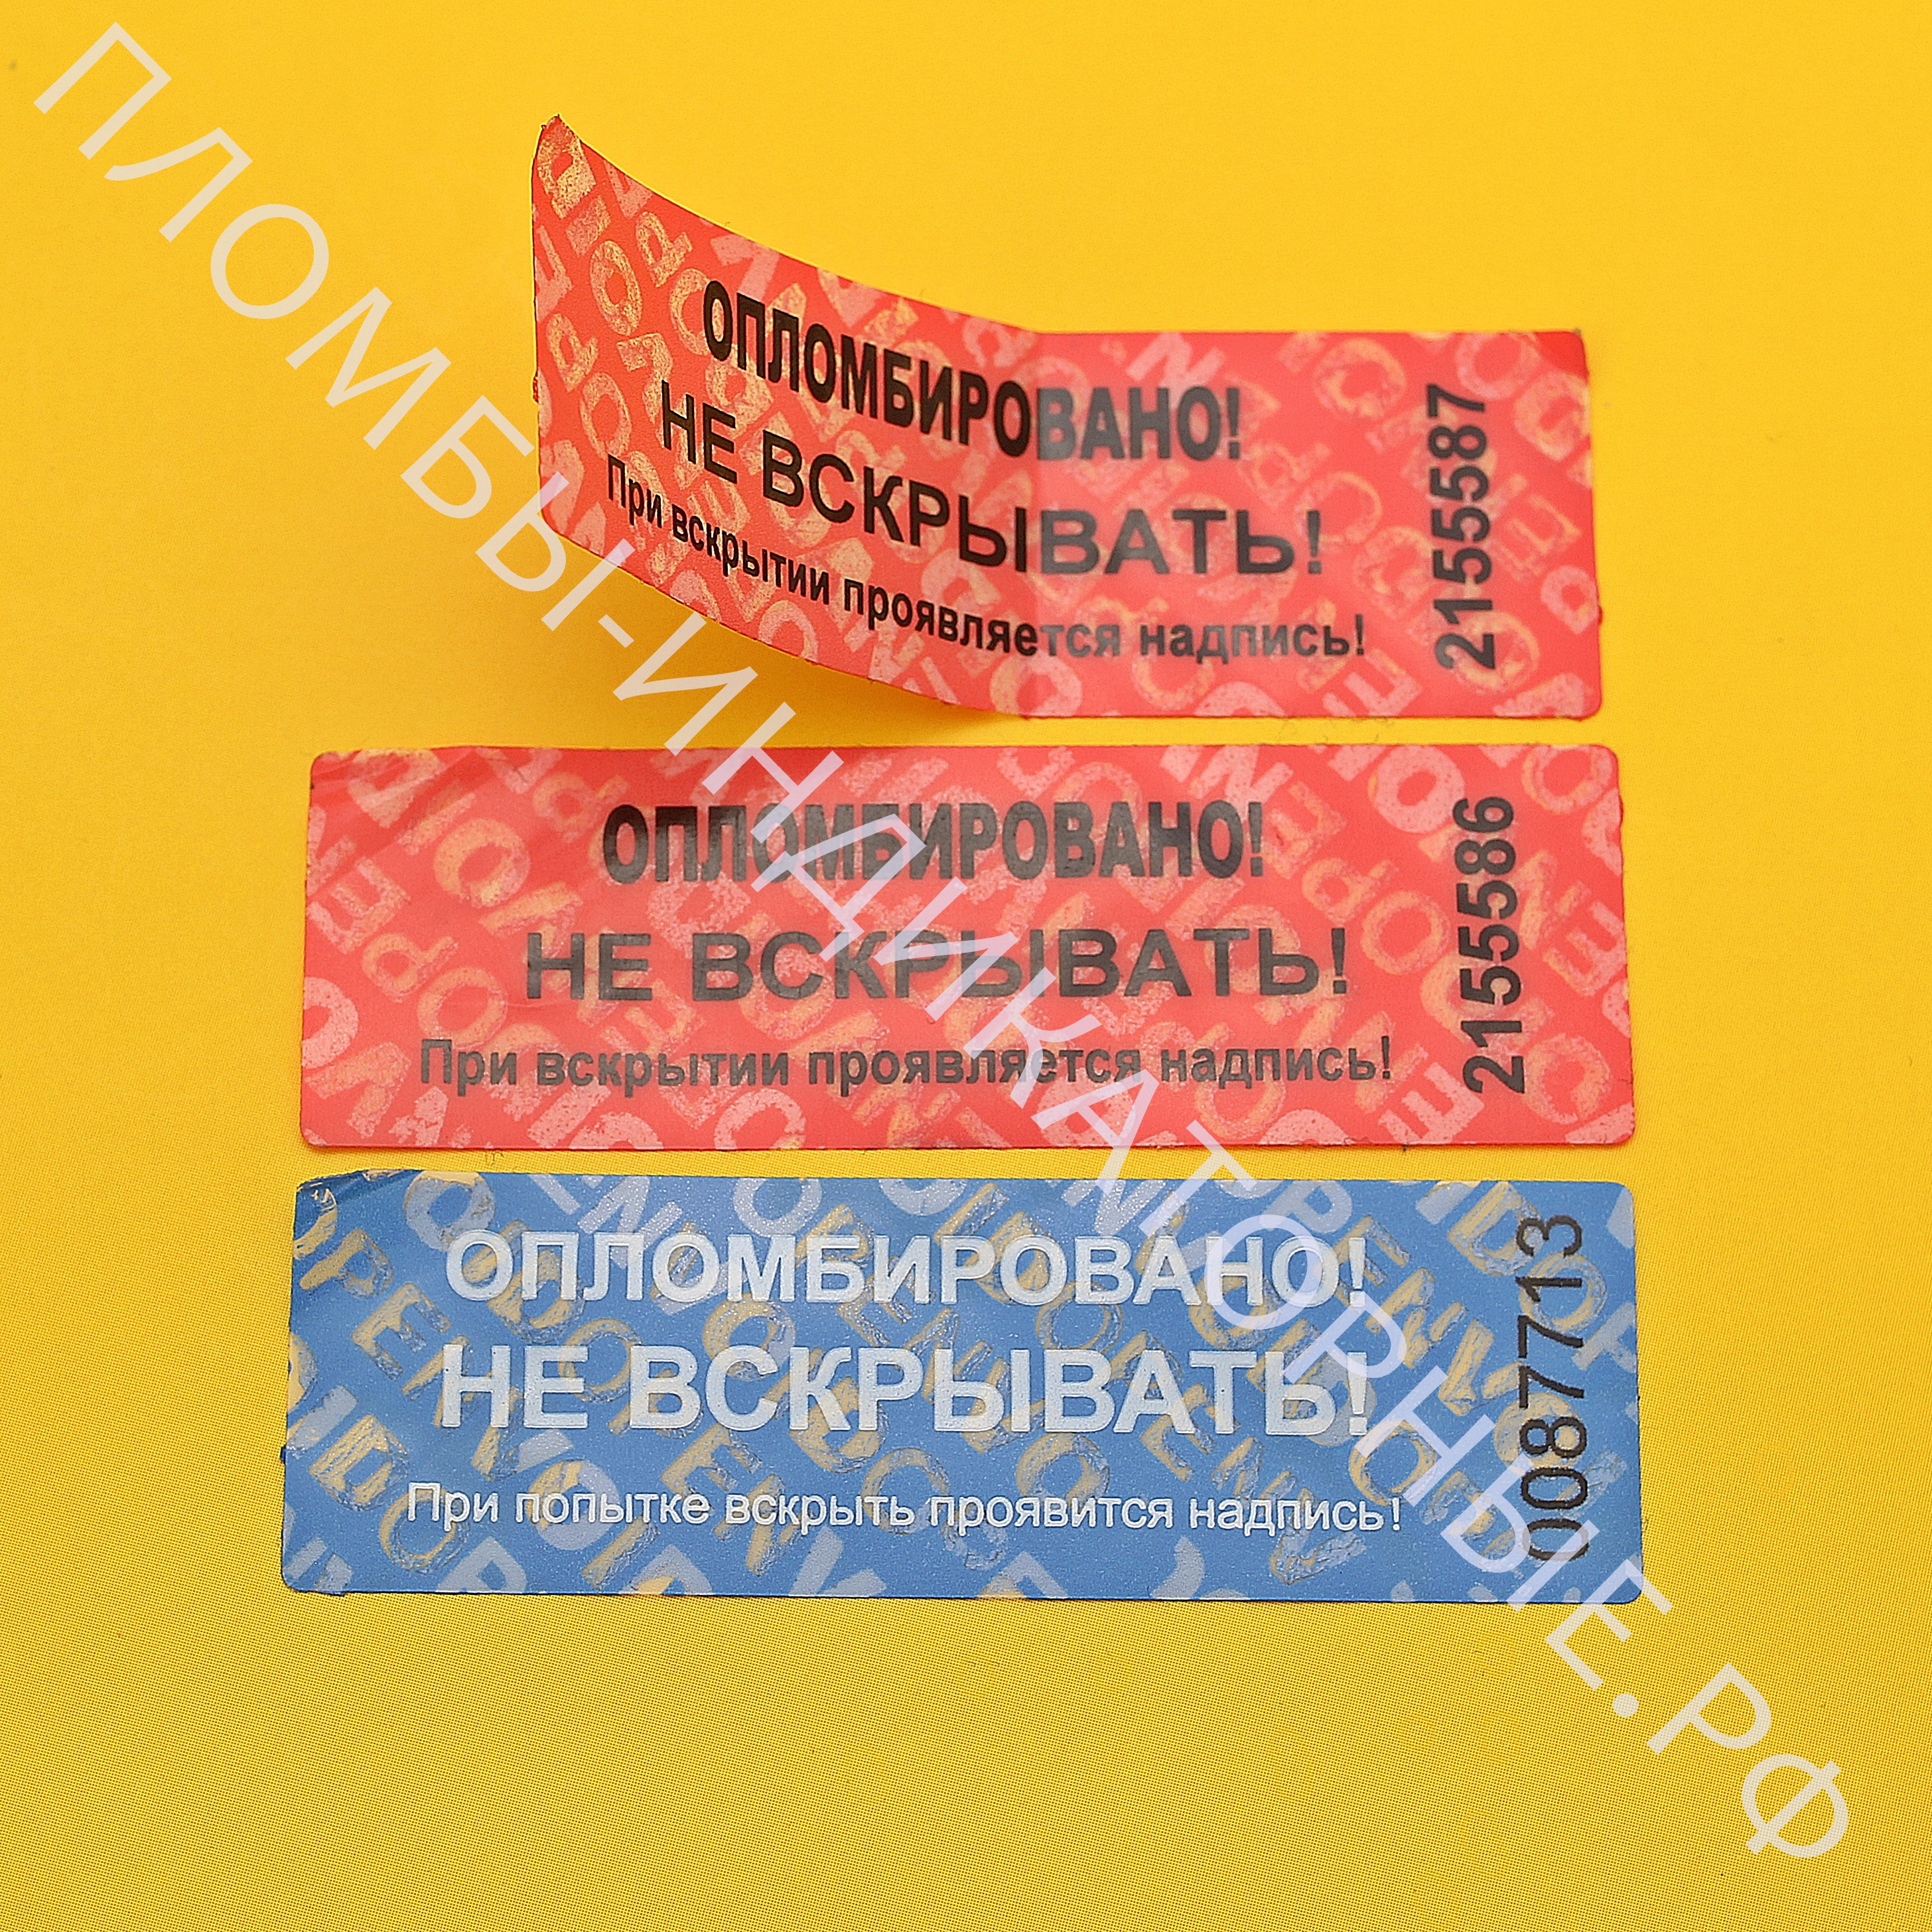 ПЛОМБЫ-ИНДИКАТОРНЫЕ.РФ
ОПЛОМБИРОВАНО!
НЕ ВСКРЫВАТЬ!
При вскрытии проявляется надпись!
2155587
ОПЛОМБИРОВАНО!
НЕ ВСКРЫВАТЬ!
При вскрытии проявляется надпись!
2155586
ОПЛОМБИРОВАНО!
НЕ ВСКРЫВАТЬ!
При попытке вскрыть проявится надпись!
0087713